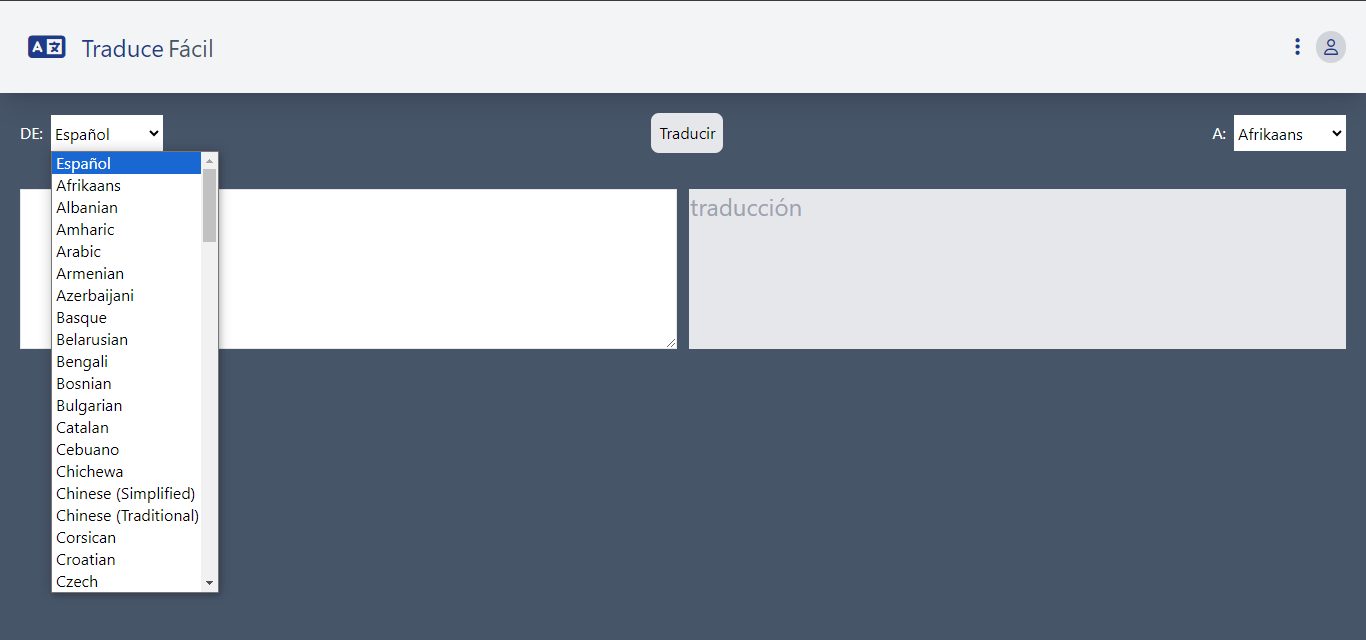 A 文 Traduce Fácil
DE: Español Traducir A: Afrikaans
Español
Afrikaans
Albanian
Amharic
Arabic
Armenian
Azerbaijani
Basque
Belarusian
Bengali
Bosnian
Bulgarian
Catalan
Cebuano
Chichewa
Chinese (Simplified)
Chinese (Traditional)
Corsican
Croatian
Czech
traducción